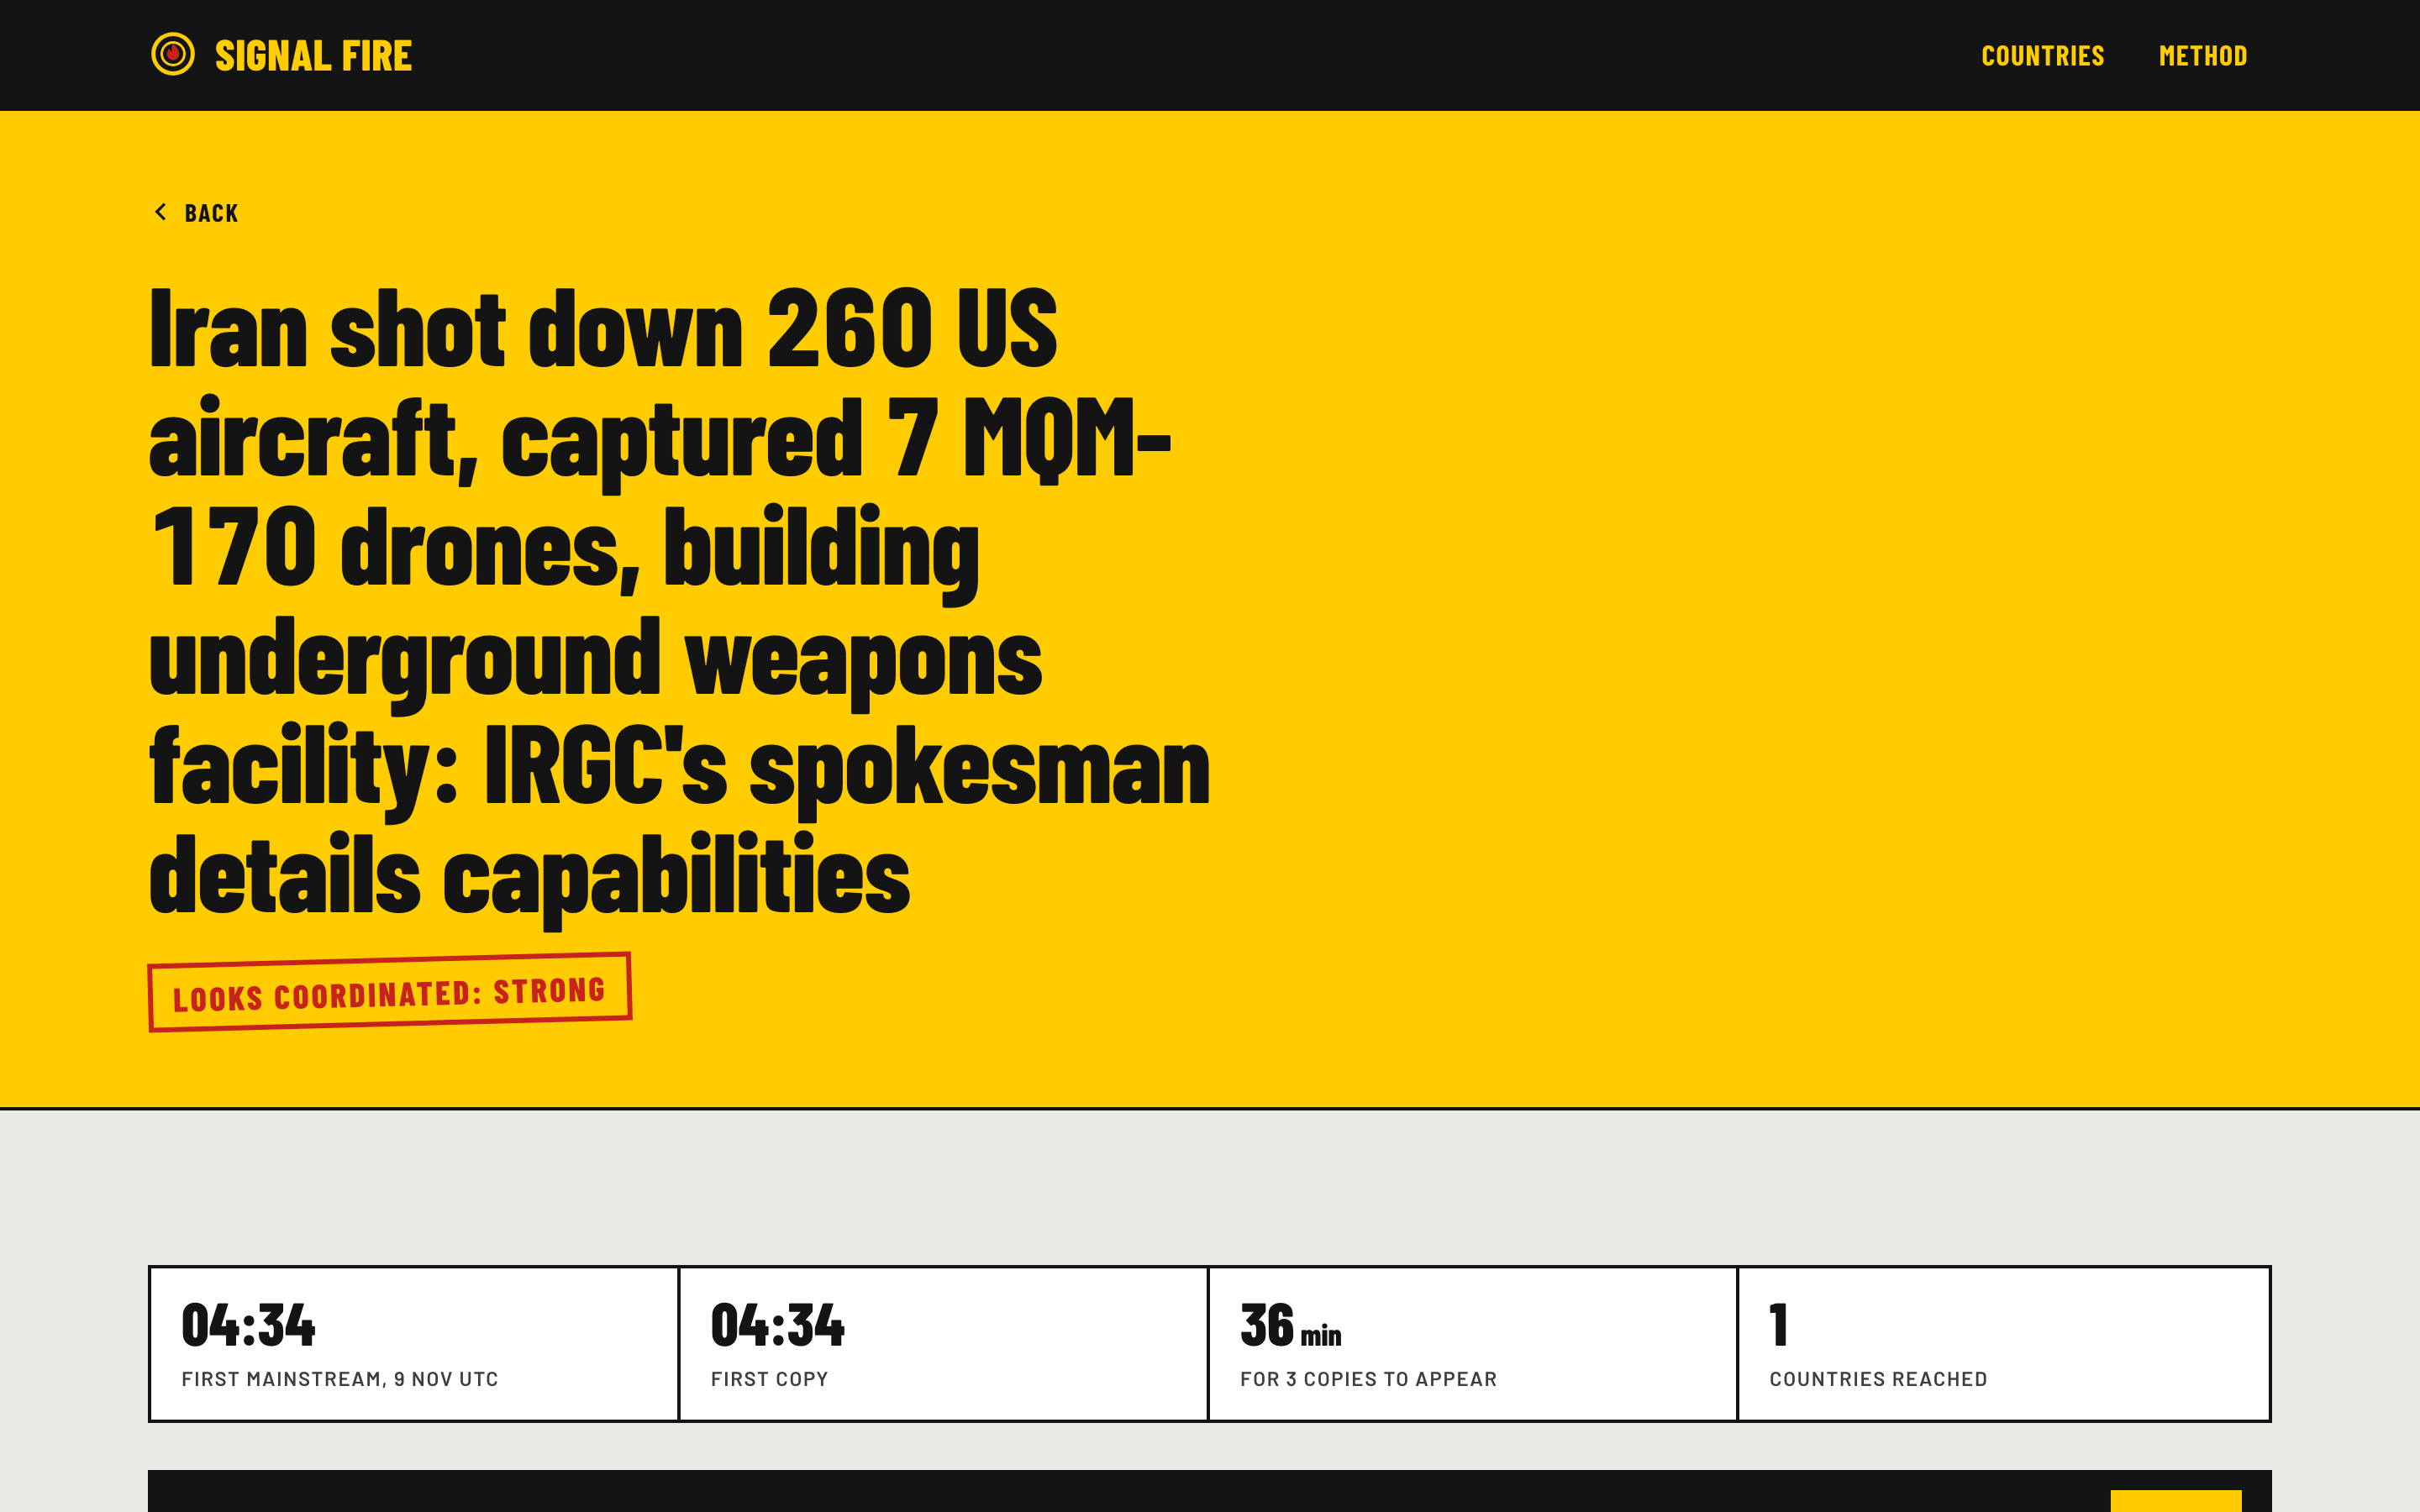 SIGNAL FIRE
COUNTRIES METHOD
BACK
Iran shot down 260 US
aircraft, captured 7 MQM-
170 drones, building
underground weapons
facility: IRGC's spokesman
details capabilities
LOOKS COORDINATED: STRONG
04:34
FIRST MAINSTREAM, 9 NOV UTC
04:34
FIRST COPY
36 min
FOR 3 COPIES TO APPEAR
1
COUNTRIES REACHED